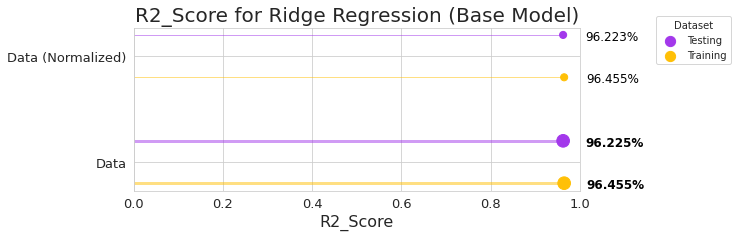 R2_Score for Ridge Regression (Base Model)
Dataset
Testing
Training
Data (Normalized)
96.223%
96.455%
Data
96.225%
96.455%
0.0 0.2 0.4 0.6 0.8 1.0
R2_Score